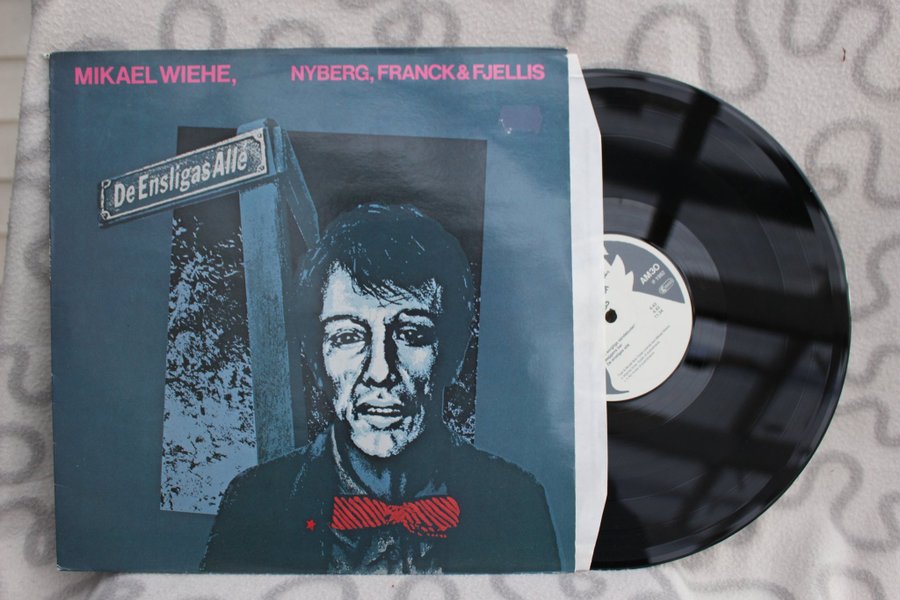 MIKAEL WIEHE, NYBERG, FRANCK & FJELLIS
De Ensligas Allé
AM30